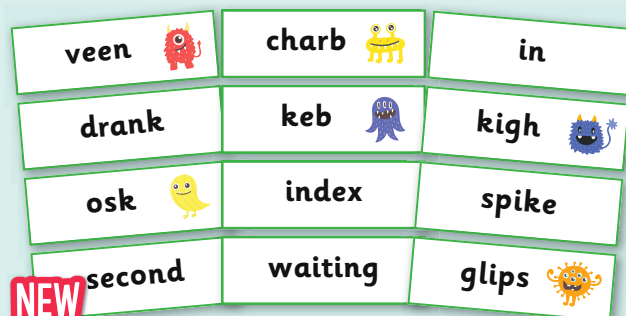 veen charb in
drank keb kigh
osk index spike
second waiting glips
NEW